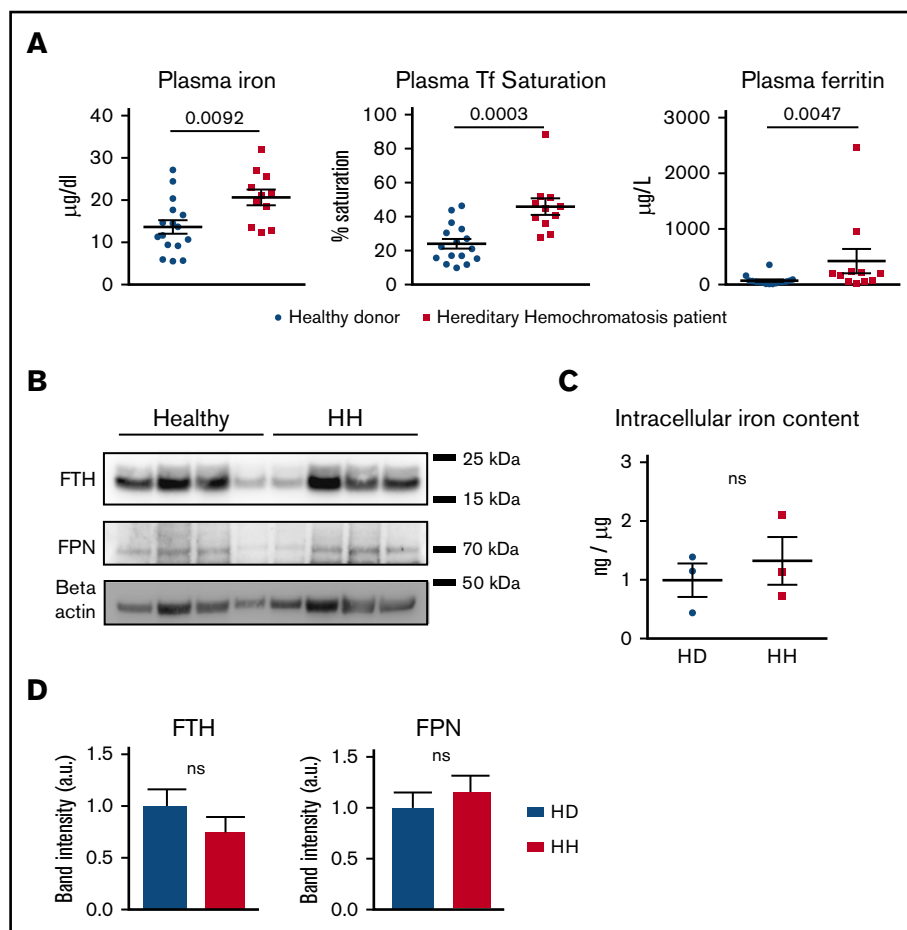 A
Plasma iron
Plasma Tf Saturation
Plasma ferritin
0.0092
0.0003
0.0047
µg/dl
40
30
20
10
0
% saturation
100
80
60
40
20
0
µg/L
3000
2000
1000
0
Healthy donor
Hereditary Hemochromatosis patient
B
Healthy
HH
FTH
25 kDa
15 kDa
FPN
70 kDa
Beta
actin
50 kDa
C
Intracellular iron content
ns
ng / µg
3
2
1
0
HD
HH
D
FTH
ns
Band intensity (a.u.)
1.5
1.0
0.5
0.0
FPN
ns
Band intensity (a.u.)
1.5
1.0
0.5
0.0
HD
HH